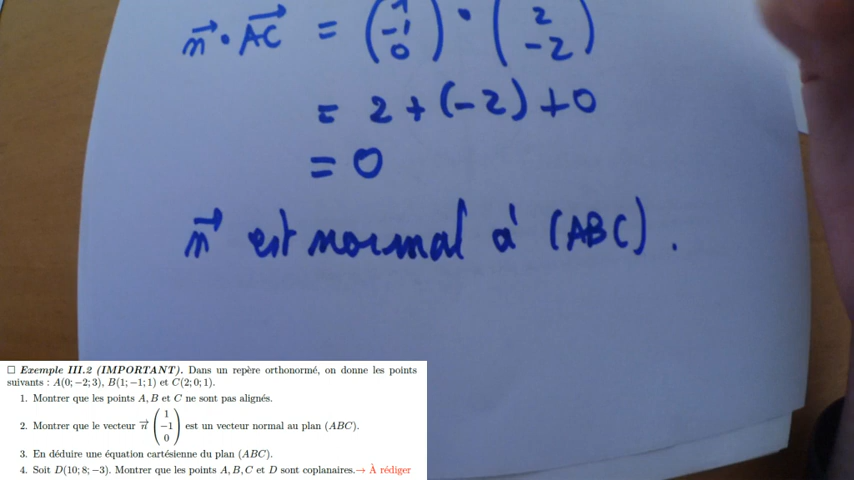 n⃗ · AC⃗ = (1 -1 0) · (2 2 -2)
= 2 + (-2) + 0
= 0
n⃗ est normal à (ABC).
□ Exemple III.2 (IMPORTANT). Dans un repère orthonormé, on donne les points
suivants : A(0; −2; 3), B(1; −1; 1) et C(2; 0; 1).
1. Montrer que les points A, B et C ne sont pas alignés.
2. Montrer que le vecteur n⃗ (1 −1 0) est un vecteur normal au plan (ABC).
3. En déduire une équation cartésienne du plan (ABC).
4. Soit D(10; 8; −3). Montrer que les points A, B, C et D sont coplanaires.→ À rédiger